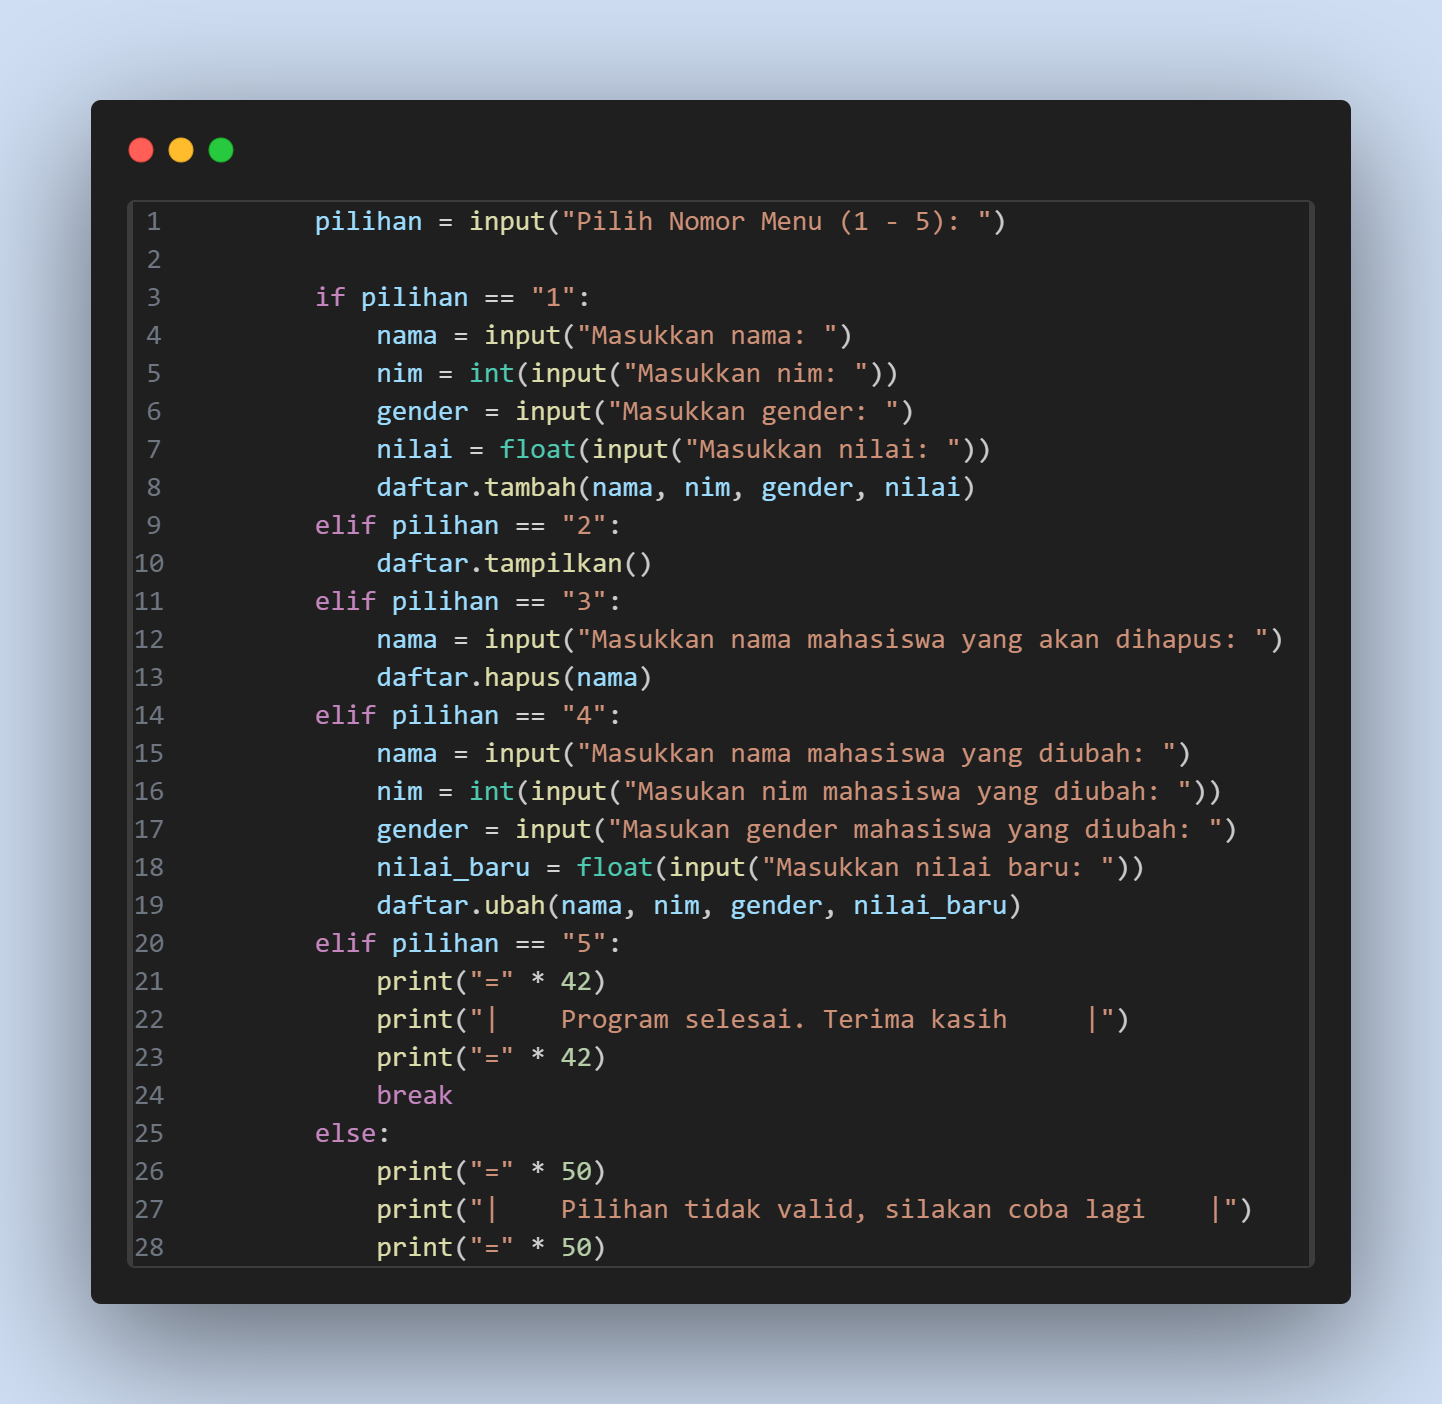 1 pilihan = input("Pilih Nomor Menu (1 - 5): ")
2
3 if pilihan == "1":
4 nama = input("Masukkan nama: ")
5 nim = int(input("Masukkan nim: "))
6 gender = input("Masukkan gender: ")
7 nilai = float(input("Masukkan nilai: "))
8 daftar.tambah(nama, nim, gender, nilai)
9 elif pilihan == "2":
10 daftar.tampilkan()
11 elif pilihan == "3":
12 nama = input("Masukkan nama mahasiswa yang akan dihapus: ")
13 daftar.hapus(nama)
14 elif pilihan == "4":
15 nama = input("Masukkan nama mahasiswa yang diubah: ")
16 nim = int(input("Masukan nim mahasiswa yang diubah: "))
17 gender = input("Masukan gender mahasiswa yang diubah: ")
18 nilai_baru = float(input("Masukkan nilai baru: "))
19 daftar.ubah(nama, nim, gender, nilai_baru)
20 elif pilihan == "5":
21 print("=" * 42)
22 print("|    Program selesai. Terima kasih     |")
23 print("=" * 42)
24 break
25 else:
26 print("=" * 50)
27 print("|    Pilihan tidak valid, silakan coba lagi    |")
28 print("=" * 50)